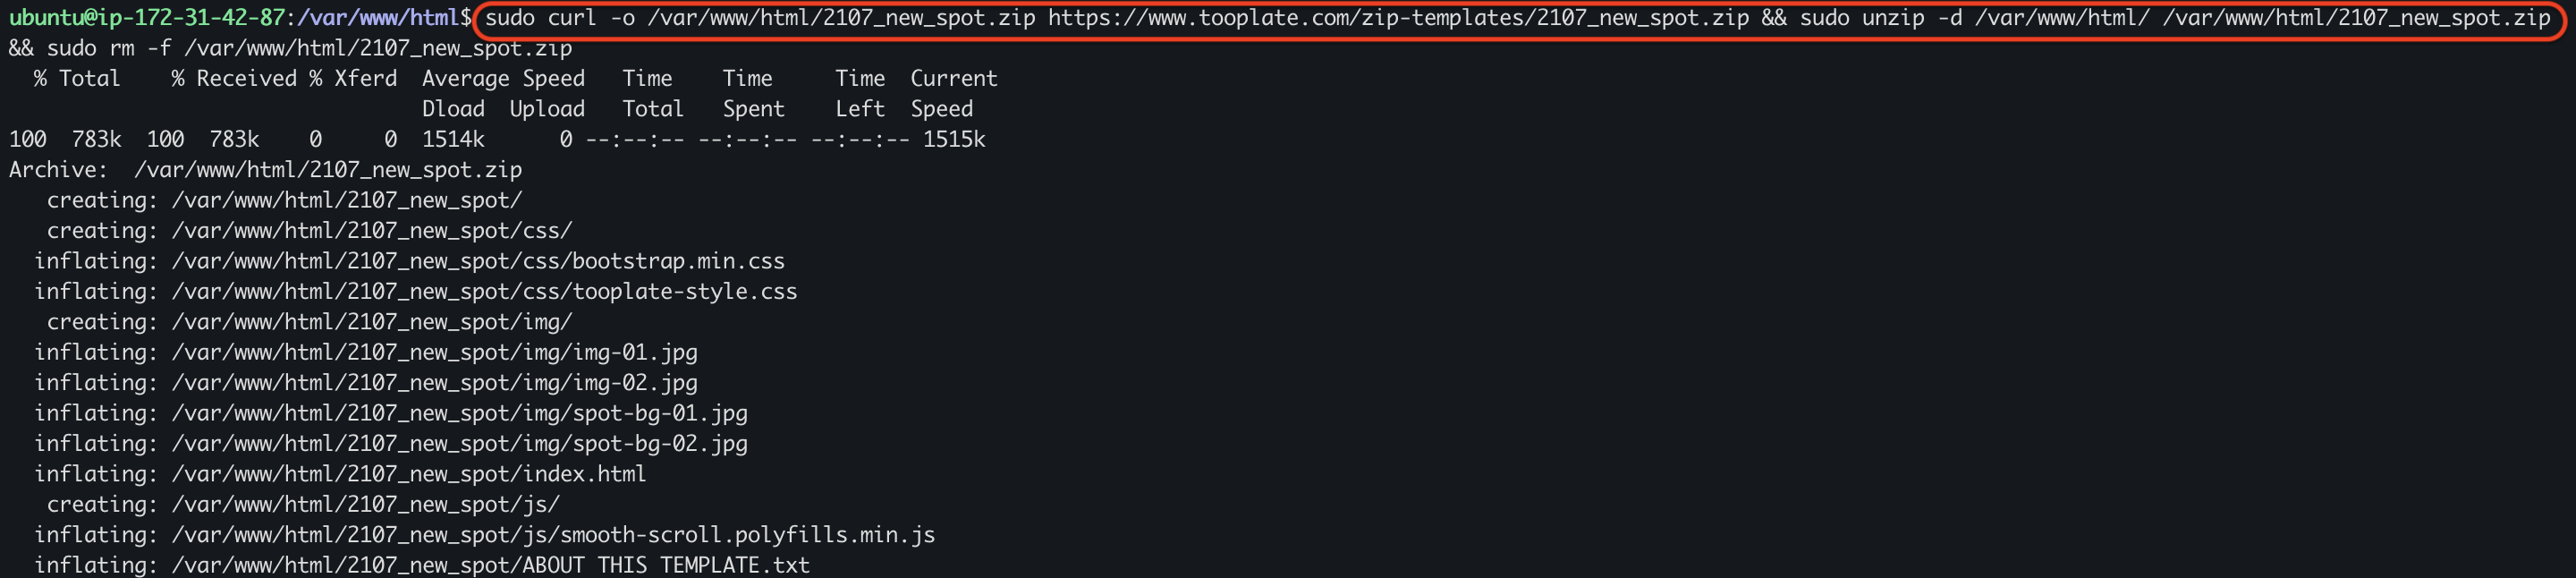 ubuntu@ip-172-31-42-87:/var/www/html$ sudo curl -o /var/www/html/2107_new_spot.zip https://www.tooplate.com/zip-templates/2107_new_spot.zip && sudo unzip -d /var/www/html/ /var/www/html/2107_new_spot.zip
&& sudo rm -f /var/www/html/2107_new_spot.zip
% Total % Received % Xferd Average Speed Time Time Time Current
Dload Upload Total Spent Left Speed
100 783k 100 783k 0 0 1514k 0 --:--:-- --:--:-- --:--:-- 1515k
Archive: /var/www/html/2107_new_spot.zip
creating: /var/www/html/2107_new_spot/
creating: /var/www/html/2107_new_spot/css/
inflating: /var/www/html/2107_new_spot/css/bootstrap.min.css
inflating: /var/www/html/2107_new_spot/css/tooplate-style.css
creating: /var/www/html/2107_new_spot/img/
inflating: /var/www/html/2107_new_spot/img/img-01.jpg
inflating: /var/www/html/2107_new_spot/img/img-02.jpg
inflating: /var/www/html/2107_new_spot/img/spot-bg-01.jpg
inflating: /var/www/html/2107_new_spot/img/spot-bg-02.jpg
inflating: /var/www/html/2107_new_spot/index.html
creating: /var/www/html/2107_new_spot/js/
inflating: /var/www/html/2107_new_spot/js/smooth-scroll.polyfills.min.js
inflating: /var/www/html/2107_new_spot/ABOUT THIS TEMPLATE.txt